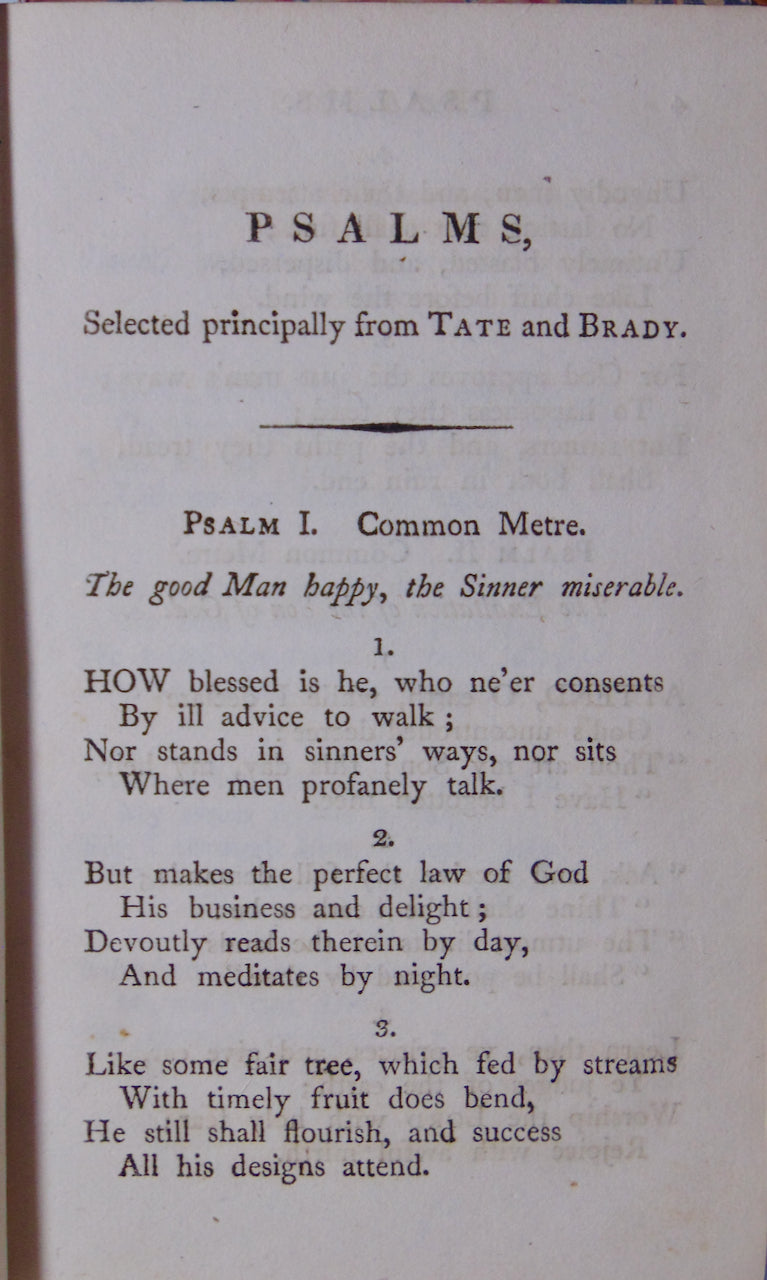 PSALMS,
Selected principally from TATE and BRADY.
PSALM I. Common Metre.
The good Man happy, the Sinner miserable.
1.
HOW blessed is he, who ne'er consents
By ill advice to walk ;
Nor stands in sinners' ways, nor sits
Where men profanely talk.
2.
But makes the perfect law of God
His business and delight ;
Devoutly reads therein by day,
And meditates by night.
3.
Like some fair tree, which fed by streams
With timely fruit does bend,
He still shall flourish, and success
All his designs attend.